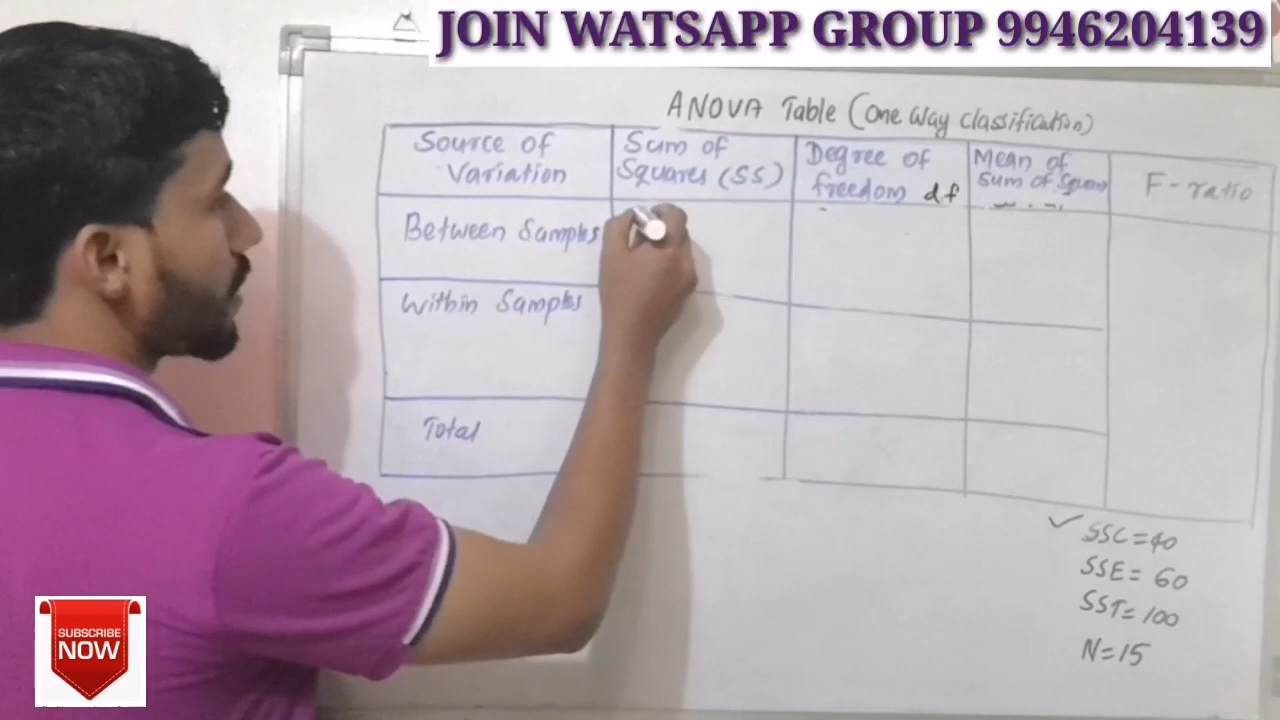 JOIN WATSAPP GROUP 9946204139
ANOVA Table (One Way Classification)
Source of Variation
Sum of Squares (SS)
Degree of freedom df
Mean of Sum of Squares
F-ratio
Between Samples
Within Samples
Total
SSC=40
SSE=60
SST=100
N=15
SUBSCRIBE
NOW